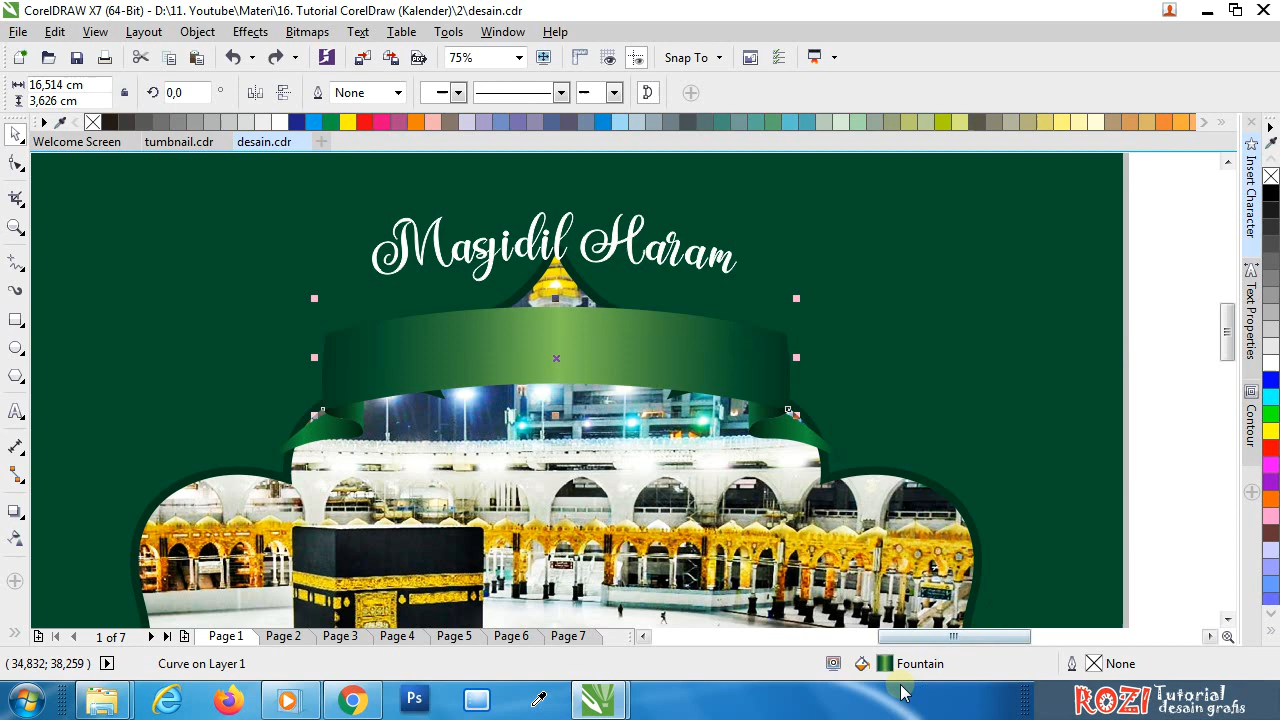 CorelDRAW X7 (64-Bit) - D:\11. Youtube\Materi\16. Tutorial CorelDraw (Kalender)\2\desain.cdr
File Edit View Layout Object Effects Bitmaps Text Table Tools Window Help
75% Snap To
16,514 cm
3,626 cm
0,0 ° None
Welcome Screen tumbnail.cdr desain.cdr
Masjidil Haram
Insert Character
Text Properties
Contour
1 of 7 Page 1 Page 2 Page 3 Page 4 Page 5 Page 6 Page 7
( 34,832; 38,259 ) Curve on Layer1 Fountain None
Ps
ROZI Tutorial
desain grafis